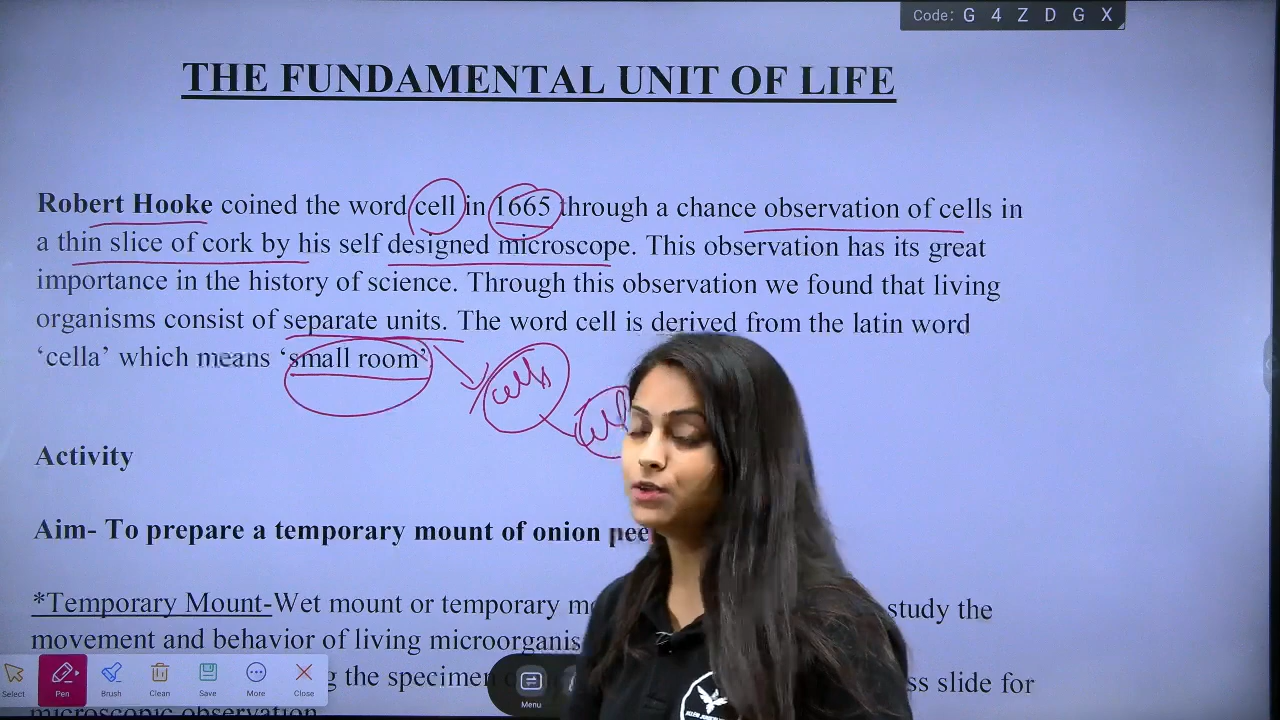 Code: G 4 Z D G X
THE FUNDAMENTAL UNIT OF LIFE
Robert Hooke coined the word cell in 1665 through a chance observation of cells in
a thin slice of cork by his self designed microscope. This observation has its great
importance in the history of science. Through this observation we found that living
organisms consist of separate units. The word cell is derived from the latin word
‘cella’ which means ‘small room’
cells
Activity
Aim- To prepare a temporary mount of onion
*Temporary Mount-Wet mount or temporary study the
movement and behavior of living
the specimen slide for
microscopic observation
Select Pen Brush Clean Save More Close Menu